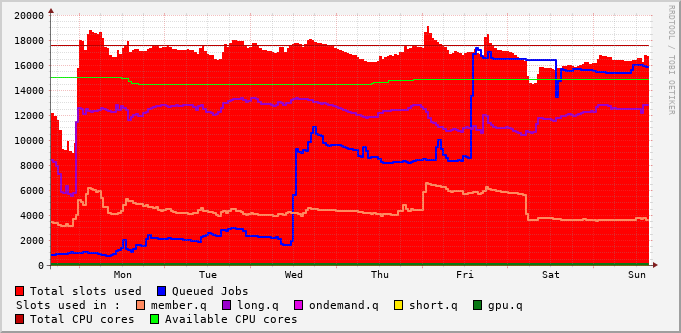 20000
18000
16000
14000
12000
10000
8000
6000
4000
2000
0
Mon Tue Wed Thu Fri Sat Sun
RRDTOOL / TOBI OETIKER
Total slots used Queued Jobs
Slots used in : member.q long.q ondemand.q short.q gpu.q
Total CPU cores Available CPU cores